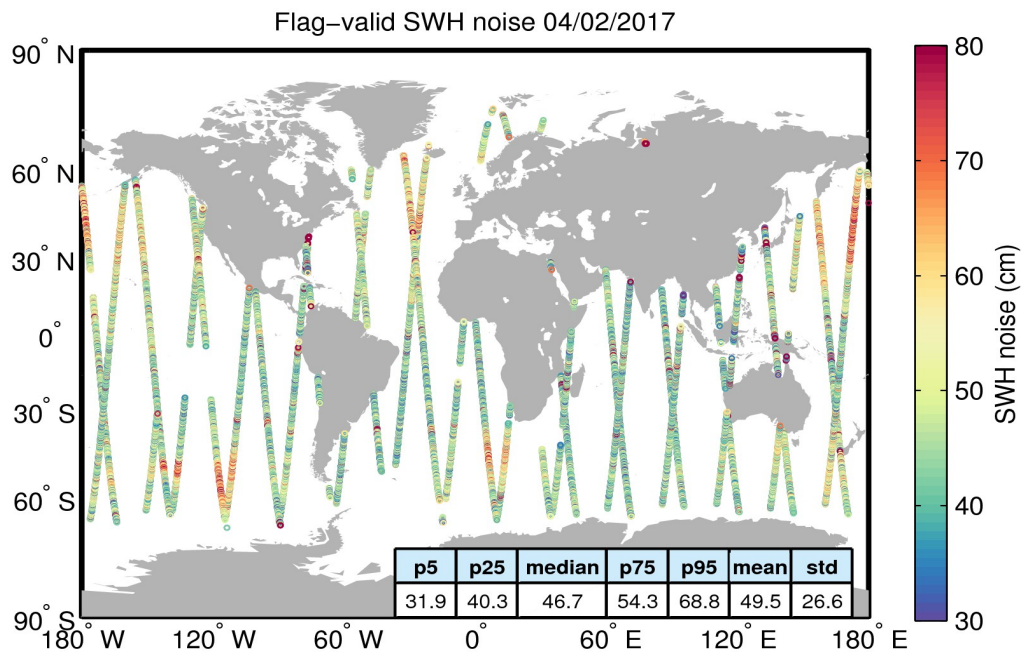 Flag−valid SWH noise 04/02/2017
90° N
60° N
30° N
0°
30° S
60° S
90° S
180° W
120° W
60° W
0°
60° E
120° E
180° E
p5 p25 median p75 p95 mean std
31.9 40.3 46.7 54.3 68.8 49.5 26.6
80
70
60
50
40
30
SWH noise (cm)